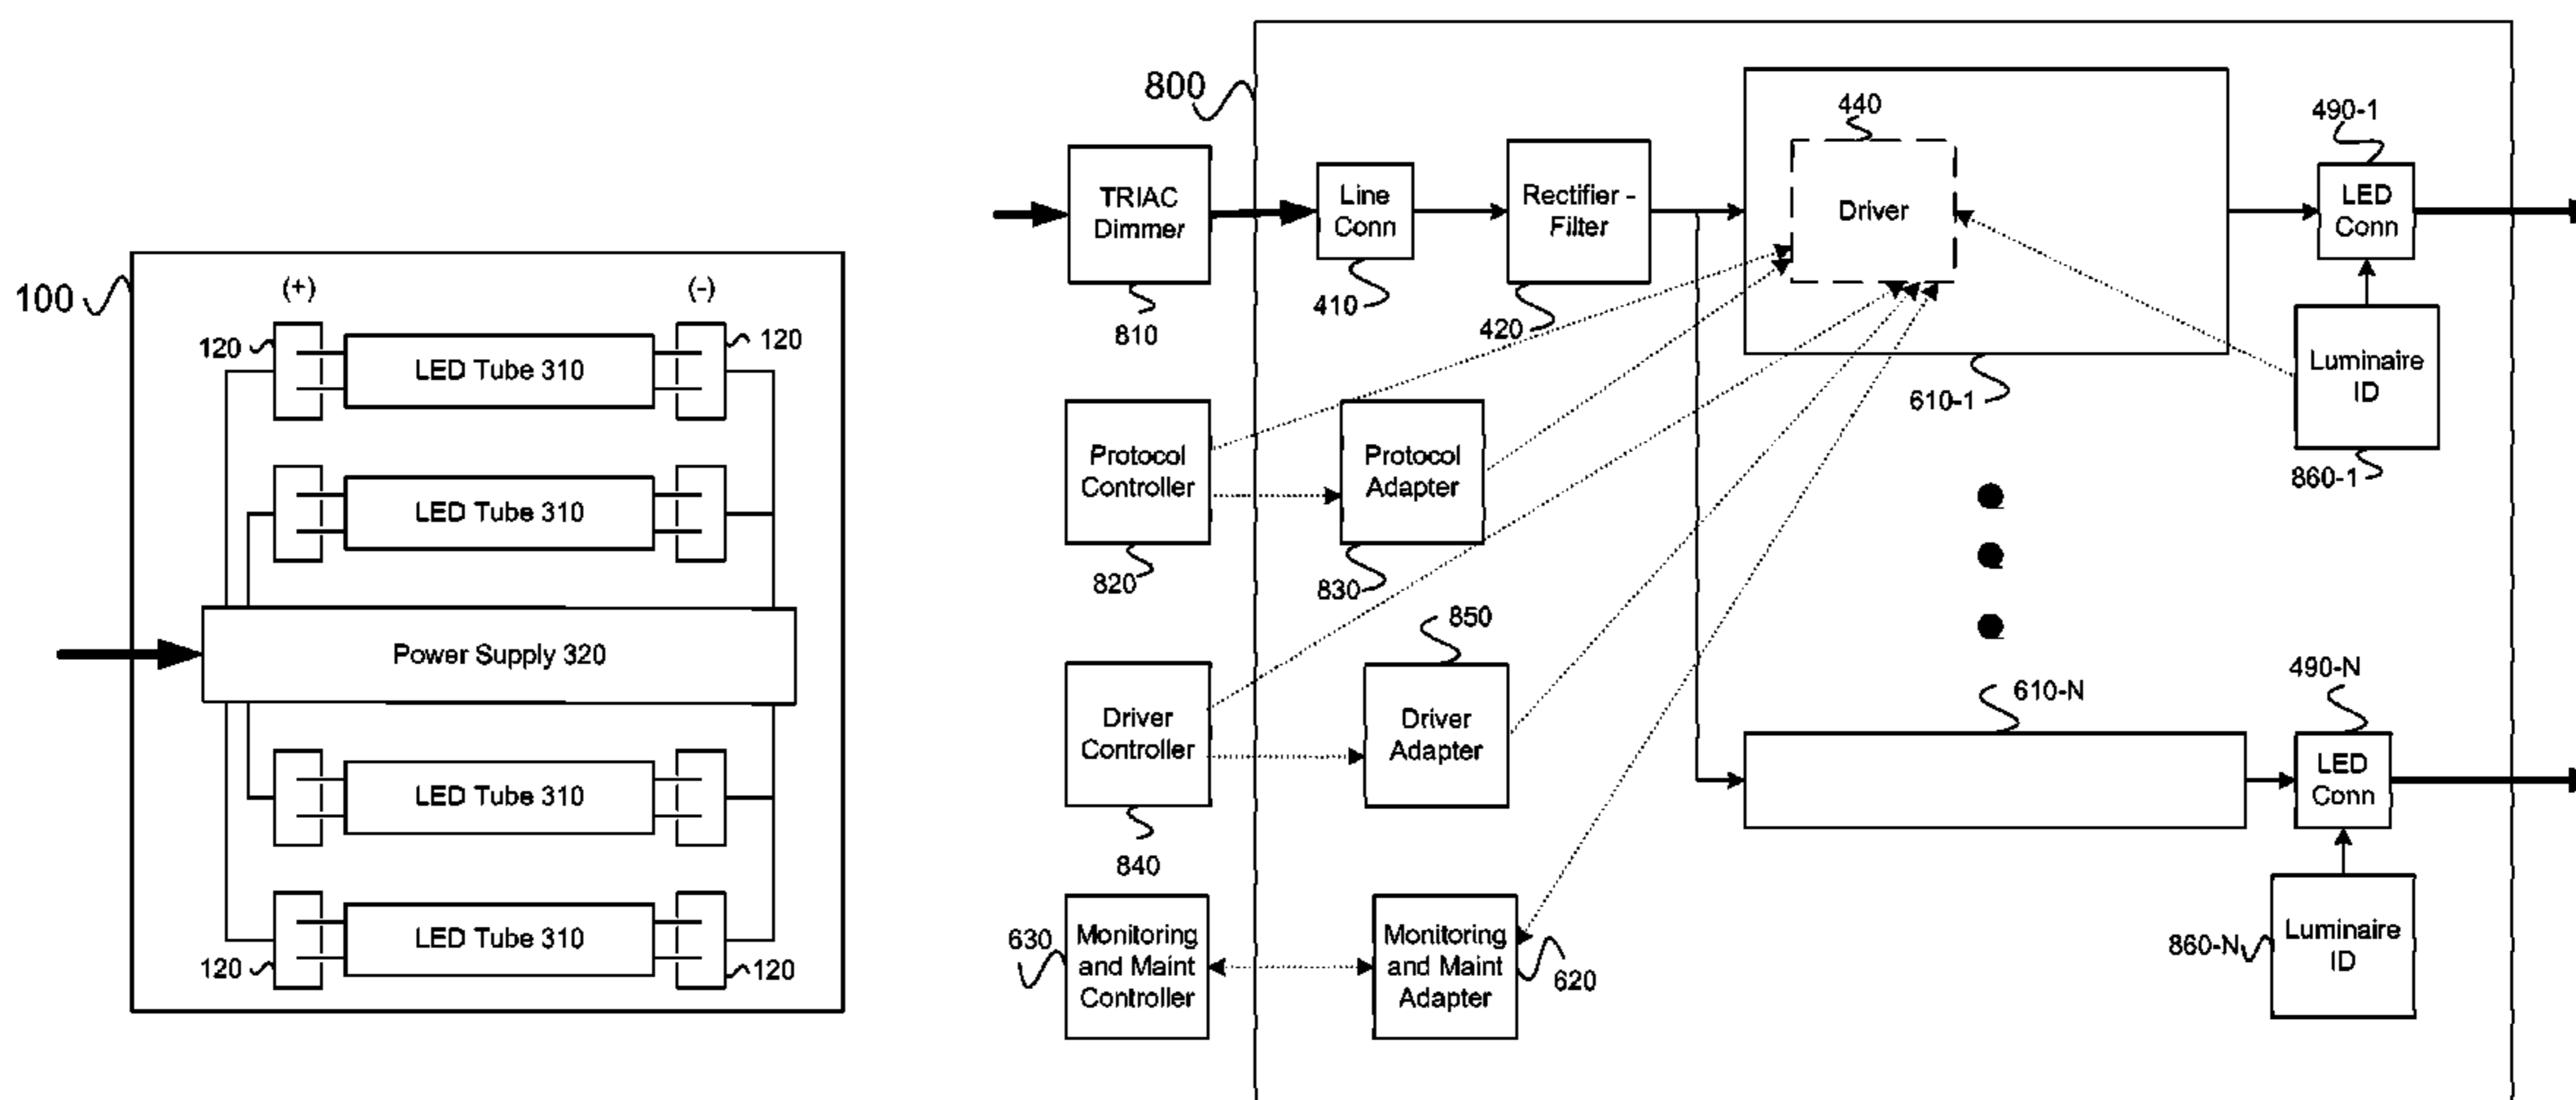 100
(+)
(-)
120
LED Tube 310
120
LED Tube 310
Power Supply 320
LED Tube 310
LED Tube 310
120
120
800
TRIAC
Dimmer
810
Line
Conn
410
Rectifier -
Filter
420
440
Driver
610-1
490-1
LED
Conn
Luminaire
ID
860-1
Protocol
Controller
820
Protocol
Adapter
830
Driver
Controller
840
850
Driver
Adapter
610-N
490-N
LED
Conn
Luminaire
ID
860-N
630
Monitoring
and Maint
Controller
Monitoring
and Maint
Adapter
620